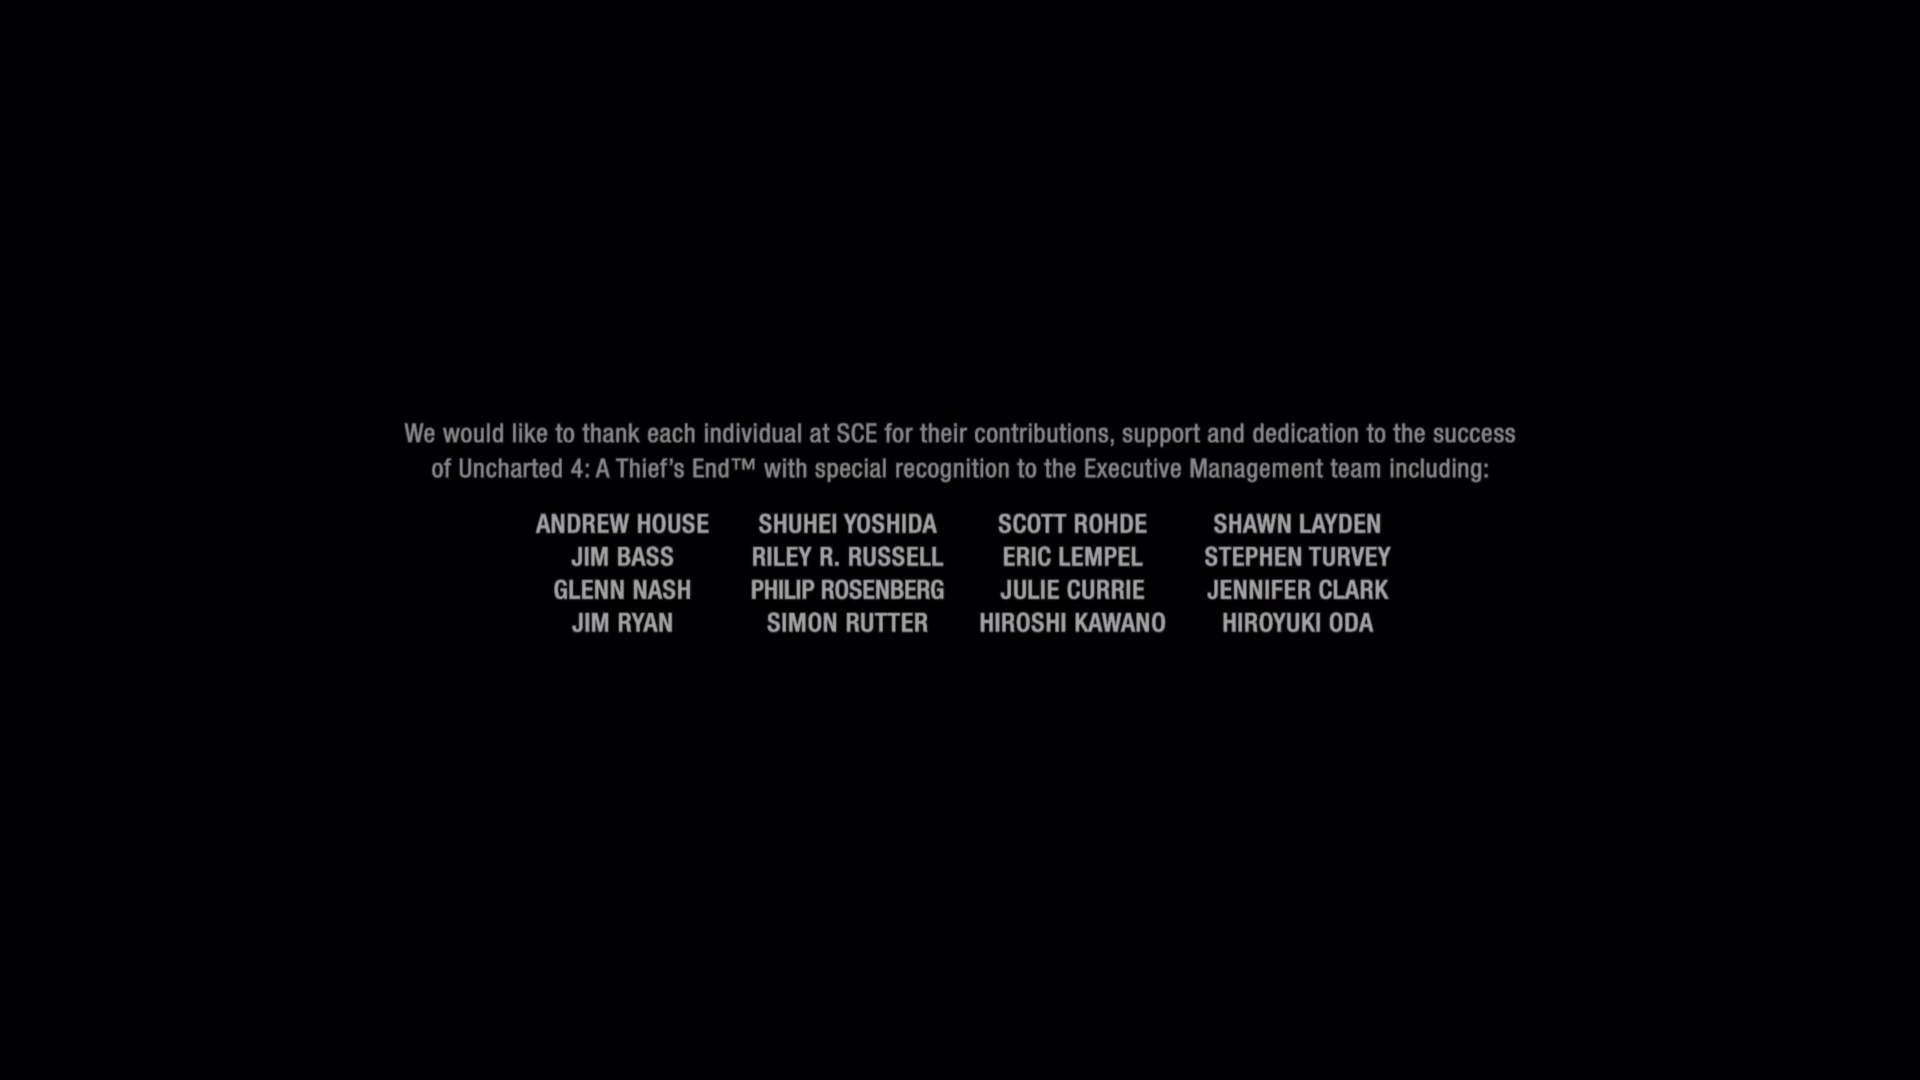 We would like to thank each individual at SCE for their contributions, support and dedication to the success
of Uncharted 4: A Thief’s End™ with special recognition to the Executive Management team including:
ANDREW HOUSE SHUHEI YOSHIDA SCOTT ROHDE SHAWN LAYDEN
JIM BASS RILEY R. RUSSELL ERIC LEMPEL STEPHEN TURVEY
GLENN NASH PHILIP ROSENBERG JULIE CURRIE JENNIFER CLARK
JIM RYAN SIMON RUTTER HIROSHI KAWANO HIROYUKI ODA